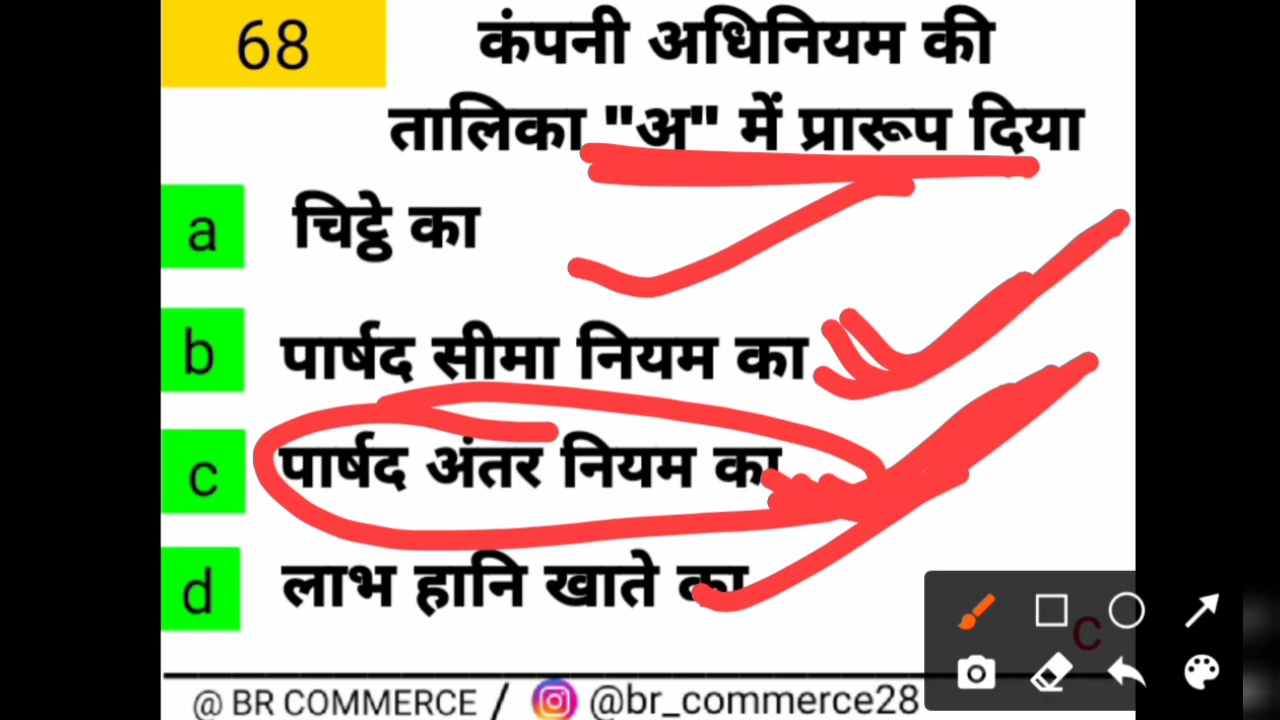 68
कंपनी अधिनियम की
तालिका "अ" में प्रारूप दिया
a चिट्ठे का
b पार्षद सीमा नियम का
c पार्षद अंतर नियम का
d लाभ हानि खाते का
c
@ BR COMMERCE / @br_commerce28